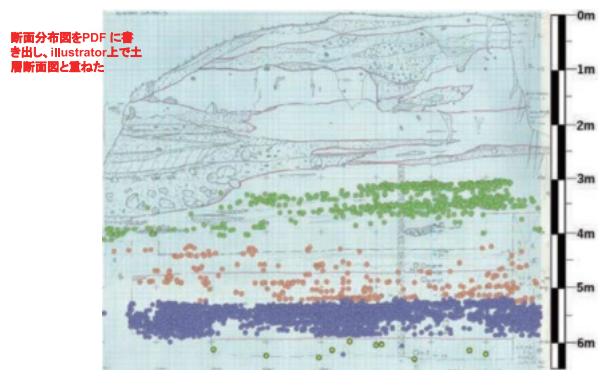 断面分布図をPDF に書
き出し、illustrator上で土
層断面図と重ねた
0m
1m
2m
3m
4m
5m
6m